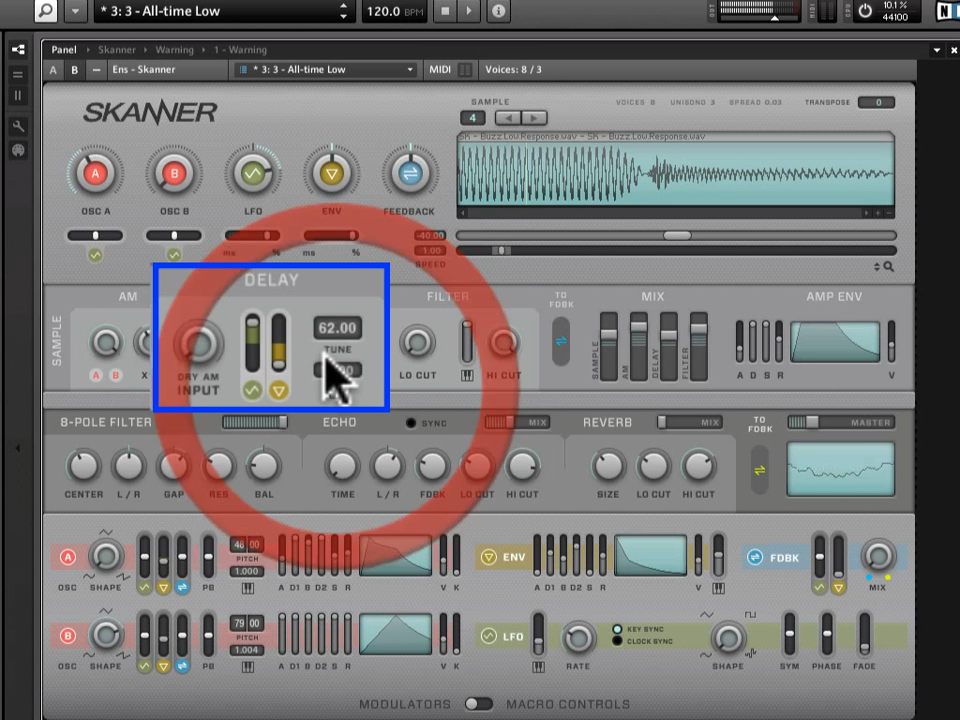 * 3: 3 - All-time Low
120.0 BPM
10.1 %
44100
Panel Skanner Warning 1 - Warning
A B Ens - Skanner * 3: 3 - All-time Low MIDI Voices: 8 / 3
SKANNER
SAMPLE
VOICES 8 UNISONO 3 SPREAD 0.03 TRANSPOSE 0
4
SK - Buzz.Low.Response.wav - SK - Buzz.Low.Response.wav
A B
OSC A OSC B LFO ENV FEEDBACK
-40.00
ms % ms % 1.00
SPEED
DELAY
AM FILTER TO FDBK MIX AMP ENV
62.00
TUNE
SAMPLE
DRY AM
INPUT
LO CUT HI CUT
A B X
SAMPLE AM DELAY FILTER
A D S R V
8-POLE FILTER ECHO SYNC MIX REVERB MIX TO FDBK MASTER
CENTER L / R GAP RES BAL TIME L / R FDBK LO CUT HI CUT SIZE LO CUT HI CUT
A 46 00 ENV FDBK
PITCH
1.000
OSC SHAPE PB A D1 B D2 S R V K A D1 B D2 S R V MIX
B 79 00 LFO KEY SYNC
PITCH CLOCK SYNC
1.004
OSC SHAPE PB A D1 B D2 S R V K RATE SHAPE SYM PHASE FADE
MODULATORS MACRO CONTROLS